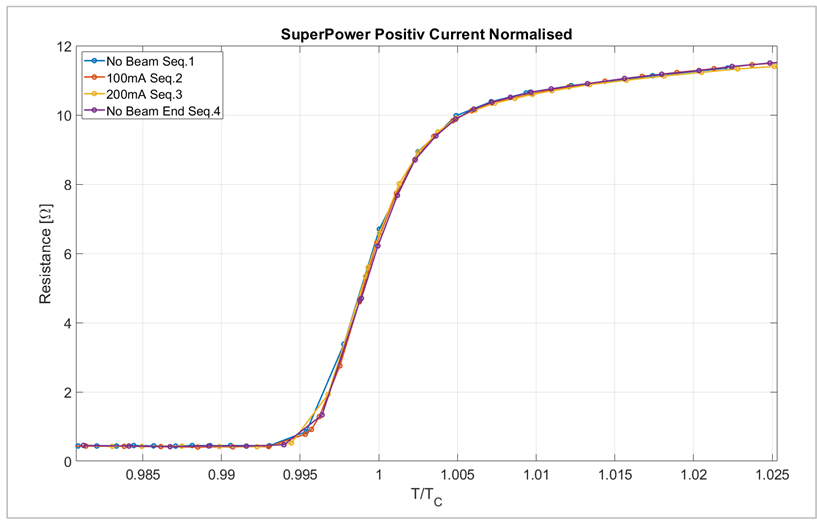 SuperPower Positiv Current Normalised
12
10
8
6
4
2
0
Resistance [Ω]
No Beam Seq.1
100mA Seq.2
200mA Seq.3
No Beam End Seq.4
0.985 0.99 0.995 1 1.005 1.01 1.015 1.02 1.025
T/T_C